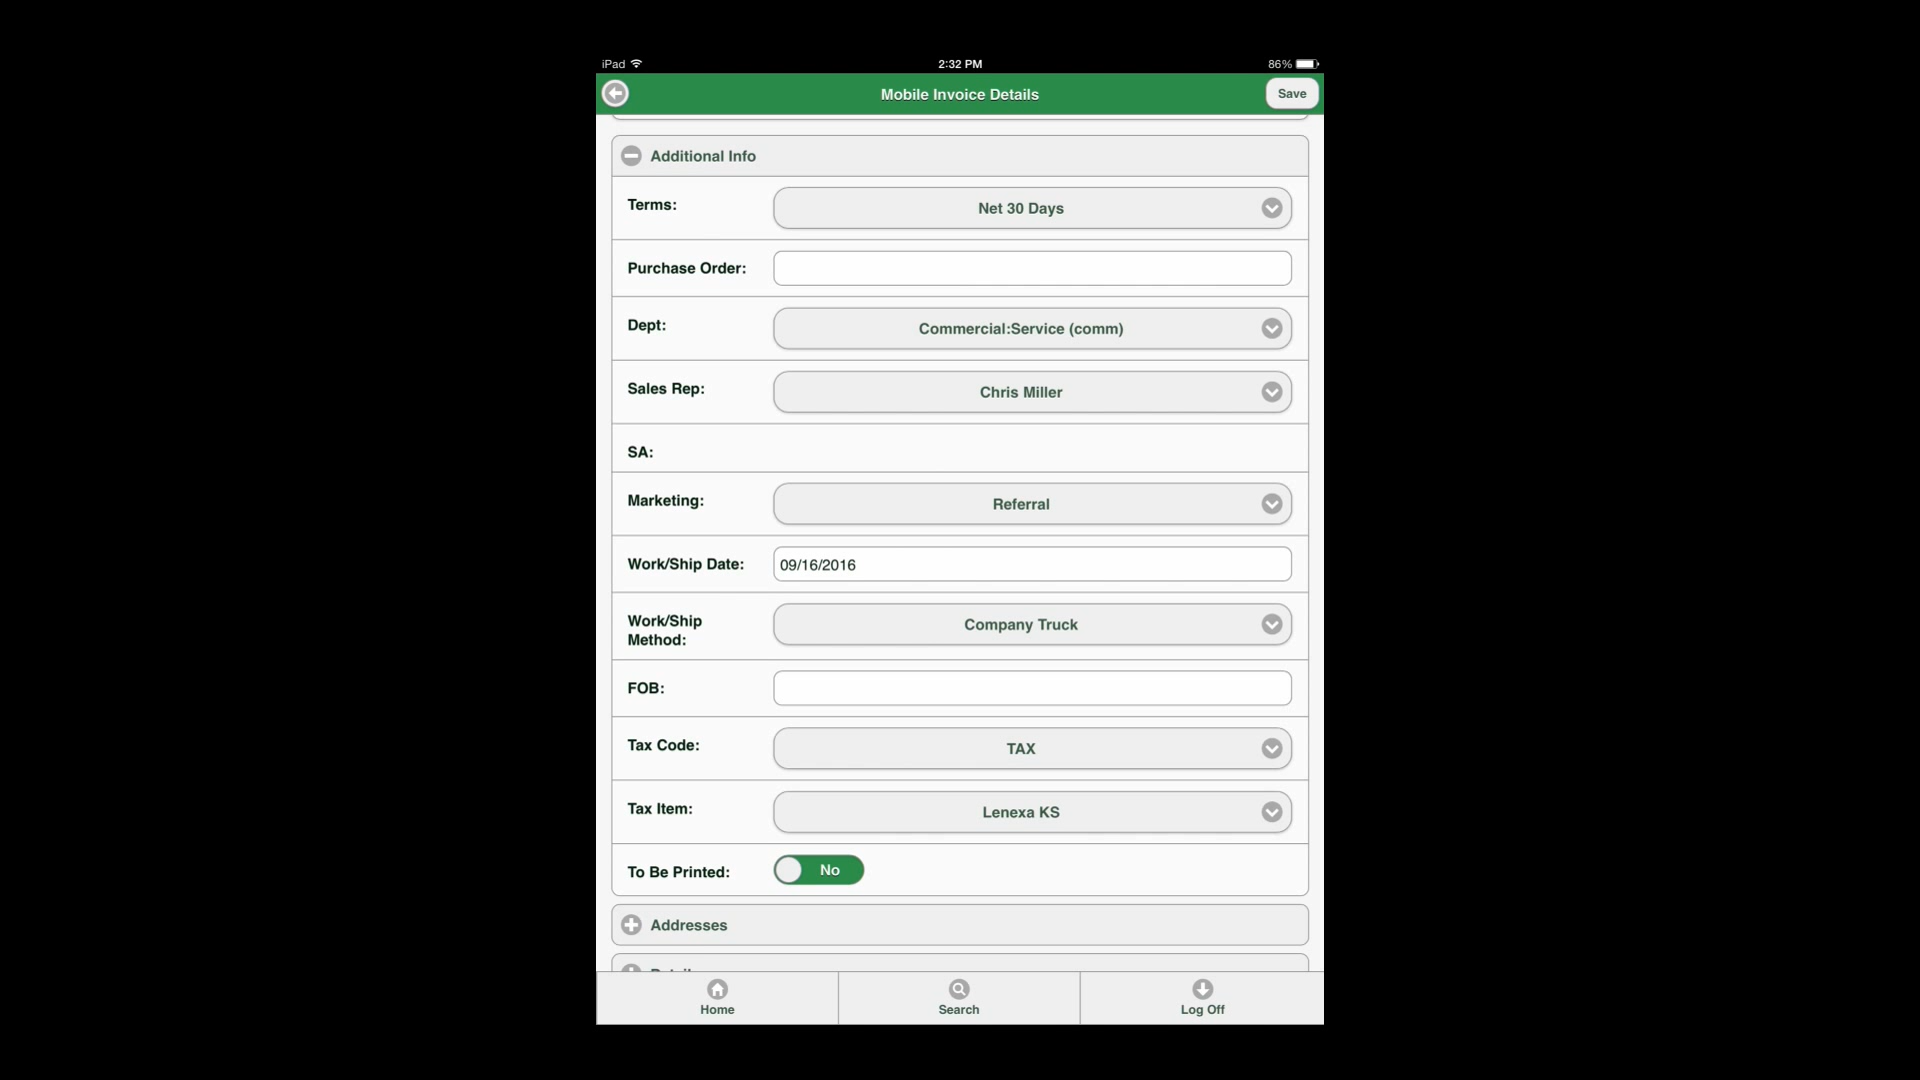 iPad 2:32 PM 86%
Mobile Invoice Details Save
Additional Info
Terms: Net 30 Days
Purchase Order:
Dept: Commercial:Service (comm)
Sales Rep: Chris Miller
SA:
Marketing: Referral
Work/Ship Date: 09/16/2016
Work/Ship
Method: Company Truck
FOB:
Tax Code: TAX
Tax Item: Lenexa KS
To Be Printed: No
Addresses
Home Search Log Off